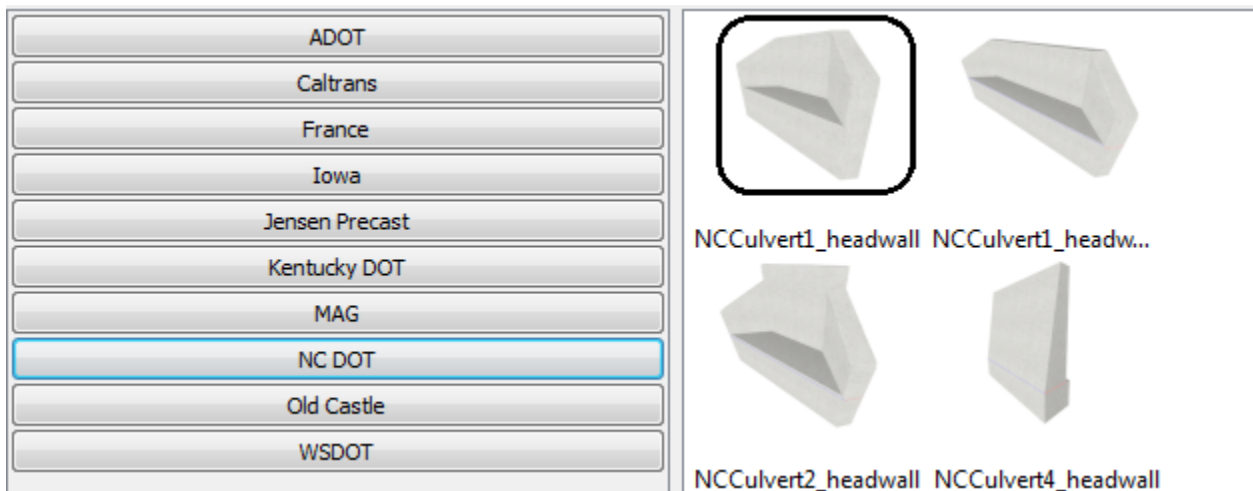 ADOT
Caltrans
France
Iowa
Jensen Precast
Kentucky DOT
MAG
NC DOT
Old Castle
WSDOT
NCCulvert1_headwall NCCulvert1_headw...
NCCulvert2_headwall NCCulvert4_headwall